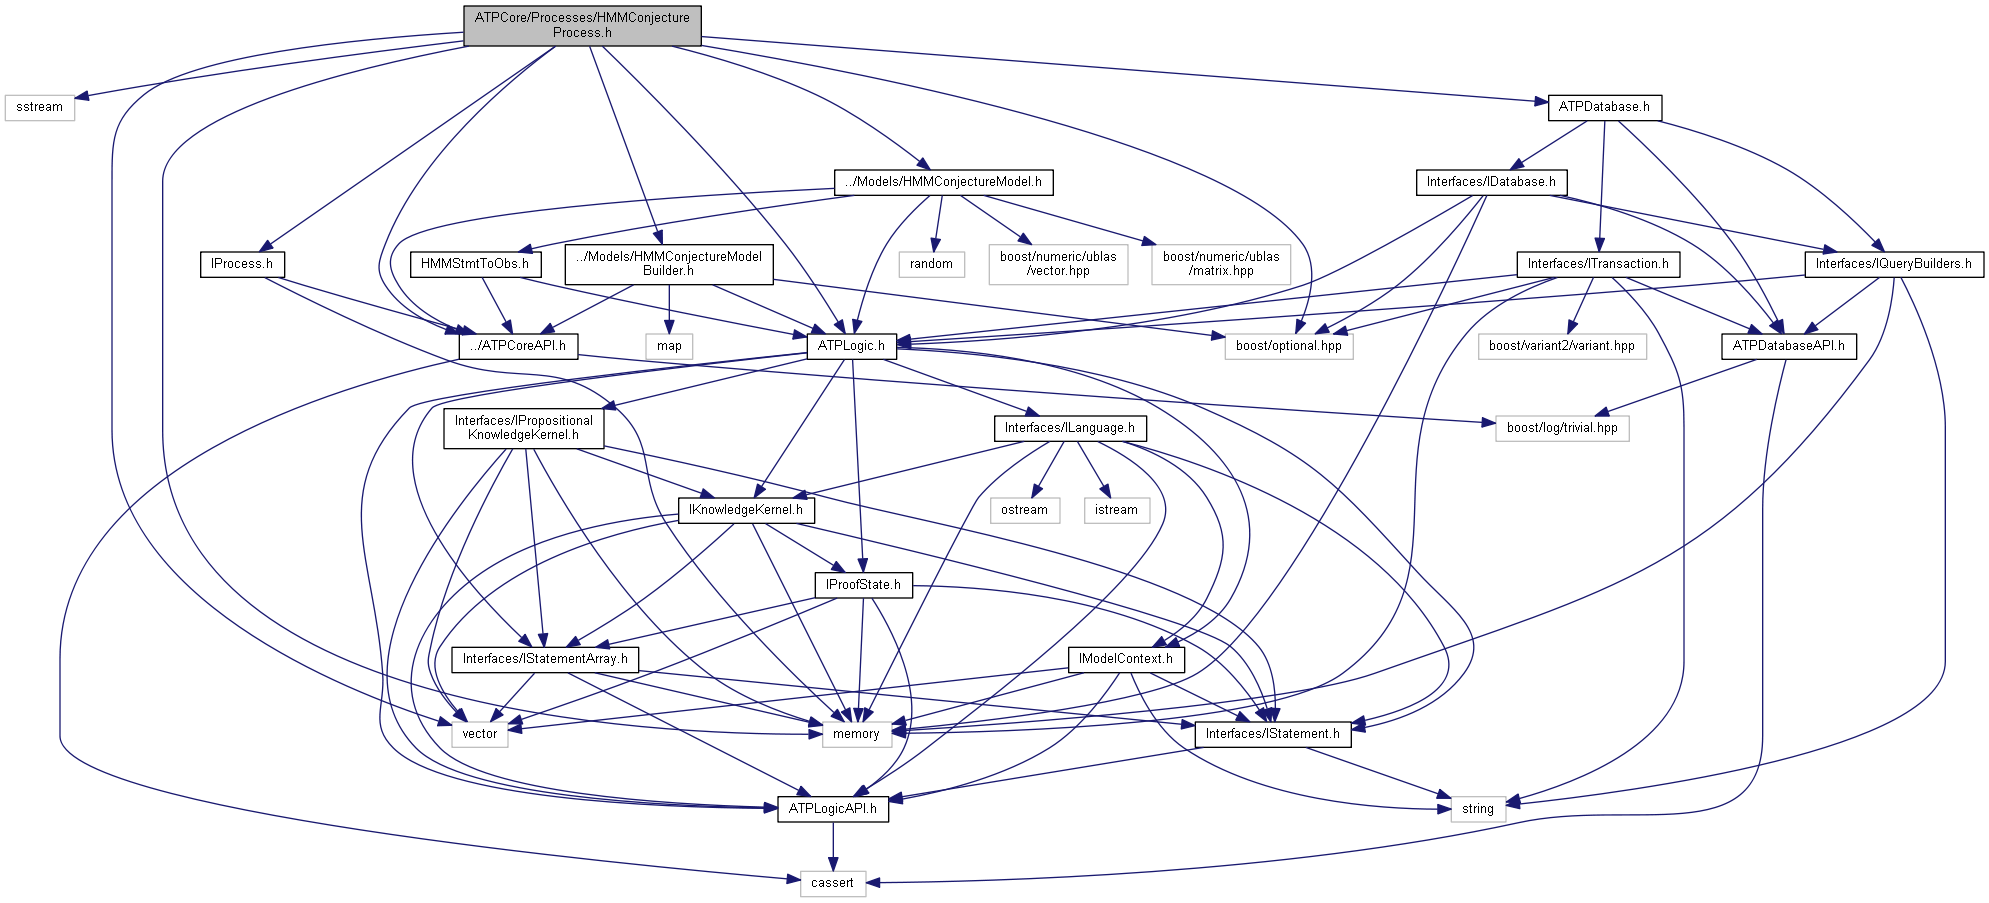 ATPCore/Processes/HMMConjecture
Process.h
sstream
ATPDatabase.h
../Models/HMMConjectureModel.h
Interfaces/IDatabase.h
IProcess.h
HMMStmtToObs.h
../Models/HMMConjectureModel
Builder.h
random
boost/numeric/ublas
/vector.hpp
boost/numeric/ublas
/matrix.hpp
Interfaces/ITransaction.h
Interfaces/IQueryBuilders.h
../ATPCoreAPI.h
map
ATPLogic.h
boost/optional.hpp
boost/variant2/variant.hpp
ATPDatabaseAPI.h
Interfaces/IPropositional
KnowledgeKernel.h
Interfaces/ILanguage.h
boost/log/trivial.hpp
IKnowledgeKernel.h
ostream
istream
IProofState.h
Interfaces/IStatementArray.h
IModelContext.h
vector
memory
Interfaces/IStatement.h
ATPLogicAPI.h
string
cassert